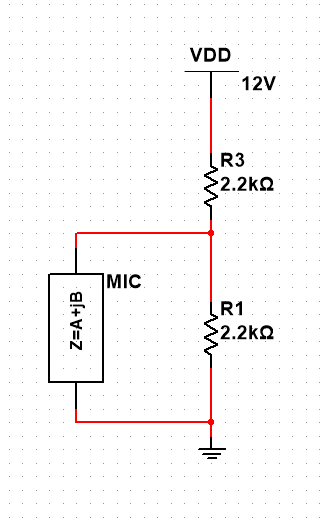 VDD
12V
R3
2.2kΩ
MIC
Z=A+jB
R1
2.2kΩ